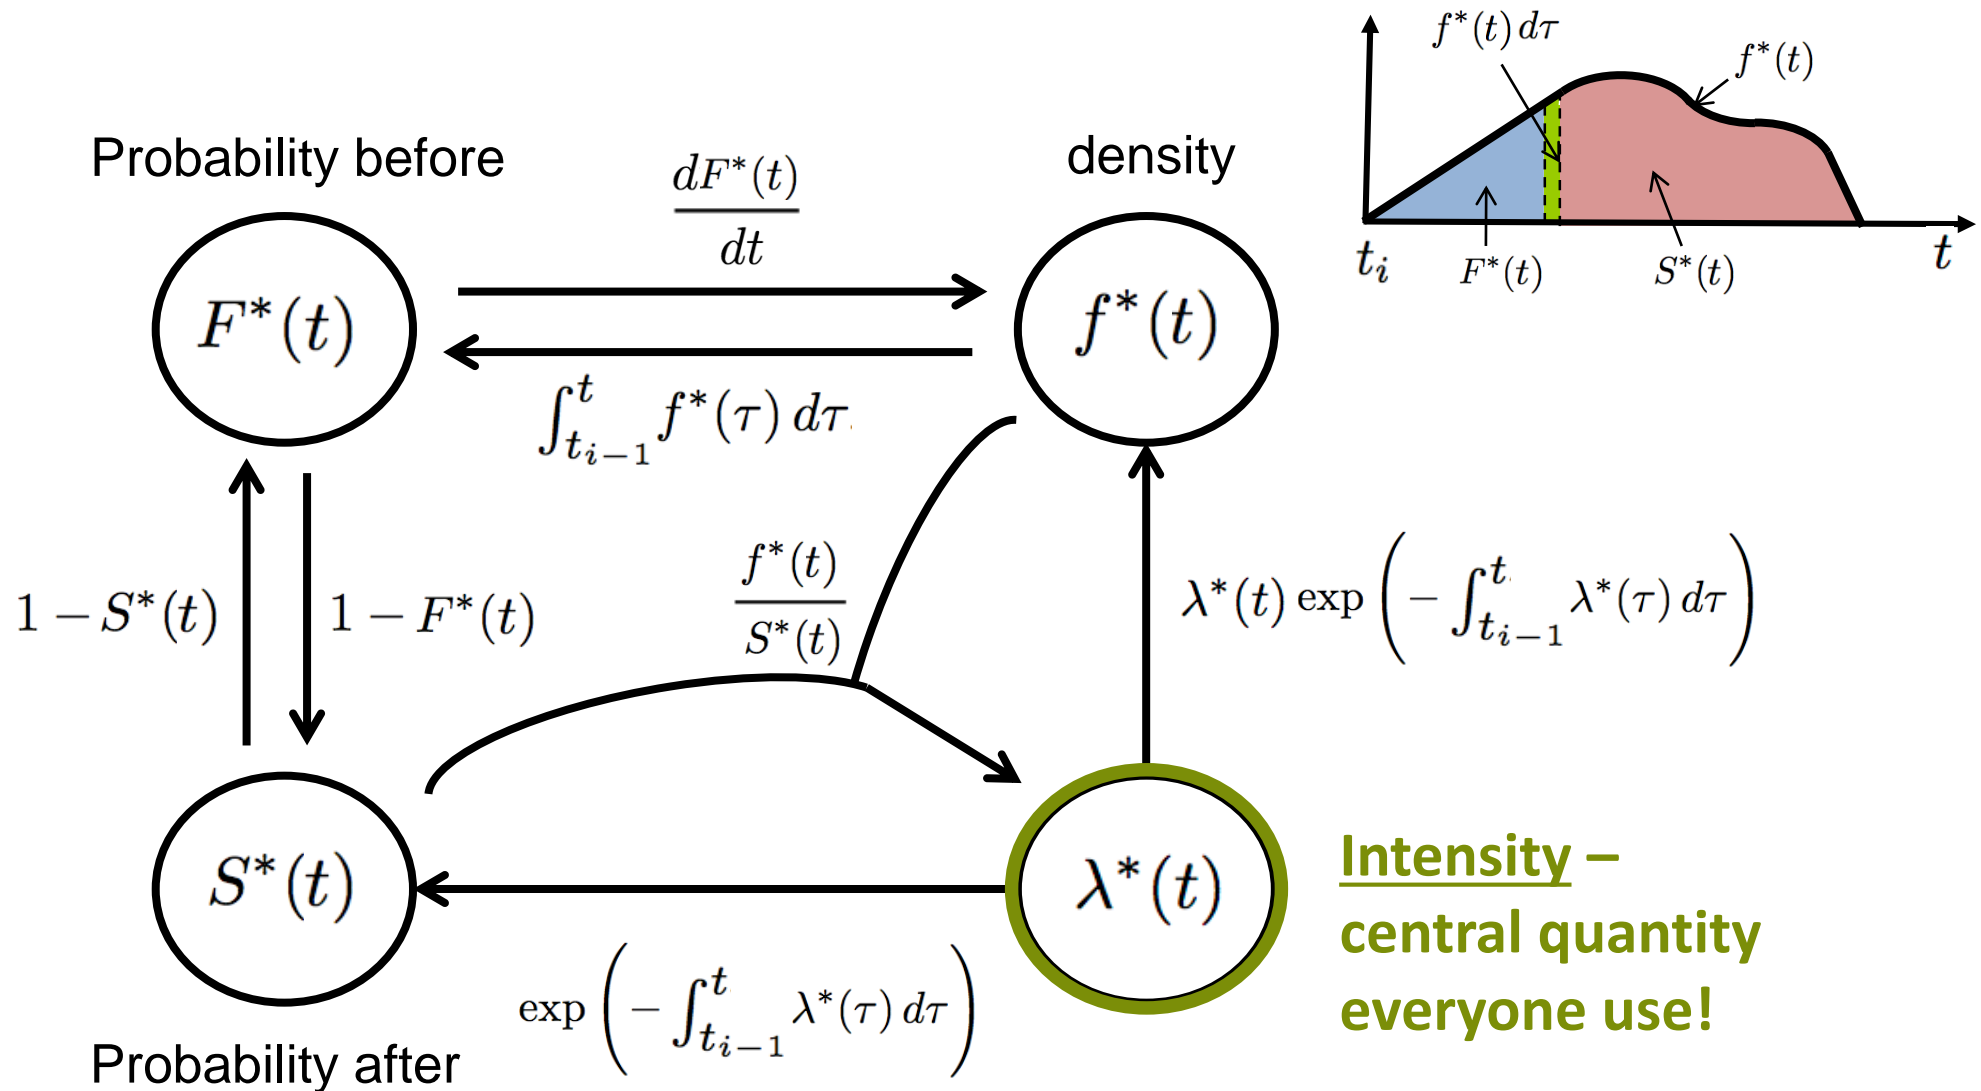 f*(t) dτ
f*(t)
t_i
F*(t)
S*(t)
t
Probability before
density
dF*(t)
dt
F*(t)
f*(t)
∫_{t_{i−1}}^{t} f*(τ) dτ.
1 − S*(t)
1 − F*(t)
f*(t)
S*(t)
λ*(t) exp(−∫_{t_{i−1}}^{t} λ*(τ) dτ)
S*(t)
λ*(t)
Intensity –
central quantity
everyone use!
exp(−∫_{t_{i−1}}^{t} λ*(τ) dτ)
Probability after